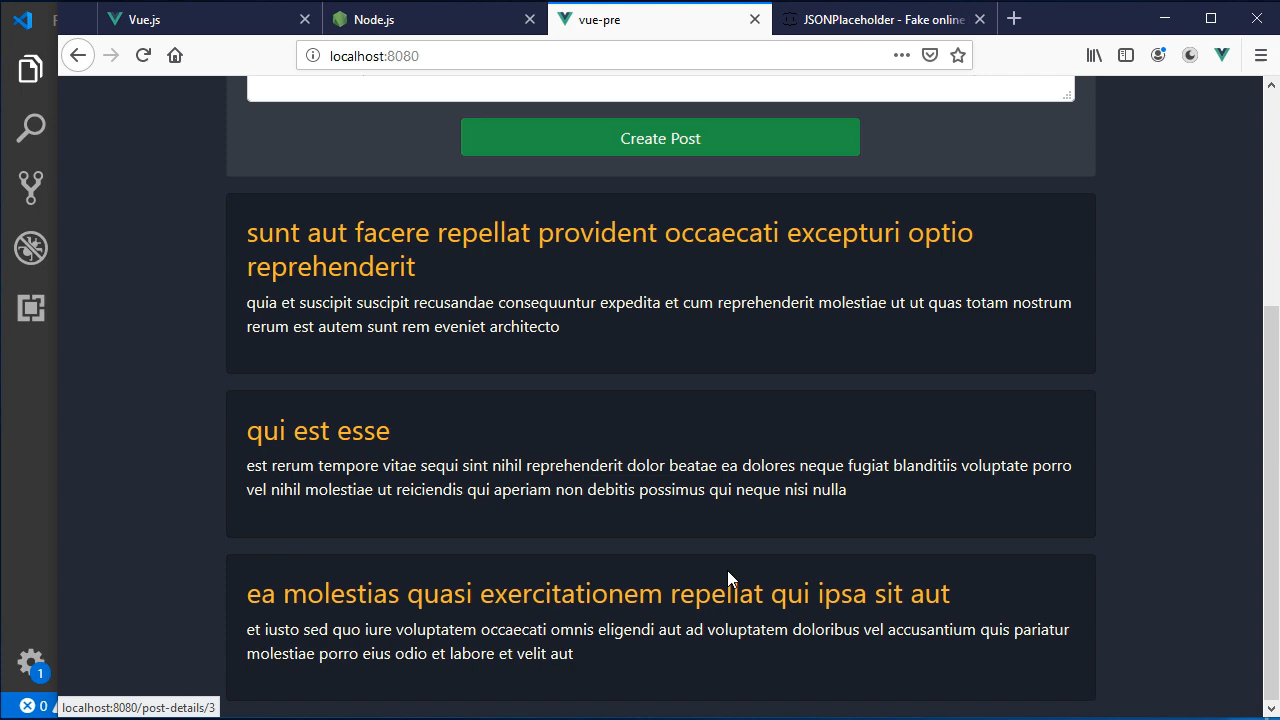 F
Vue.js
Node.js
vue-pre
JSONPlaceholder - Fake online
localhost:8080
Create Post
sunt aut facere repellat provident occaecati excepturi optio
reprehenderit
quia et suscipit suscipit recusandae consequuntur expedita et cum reprehenderit molestiae ut ut quas totam nostrum
rerum est autem sunt rem eveniet architecto
qui est esse
est rerum tempore vitae sequi sint nihil reprehenderit dolor beatae ea dolores neque fugiat blanditiis voluptate porro
vel nihil molestiae ut reiciendis qui aperiam non debitis possimus qui neque nisi nulla
ea molestias quasi exercitationem repellat qui ipsa sit aut
et iusto sed quo iure voluptatem occaecati omnis eligendi aut ad voluptatem doloribus vel accusantium quis pariatur
molestiae porro eius odio et labore et velit aut
1
0
localhost:8080/post-details/3